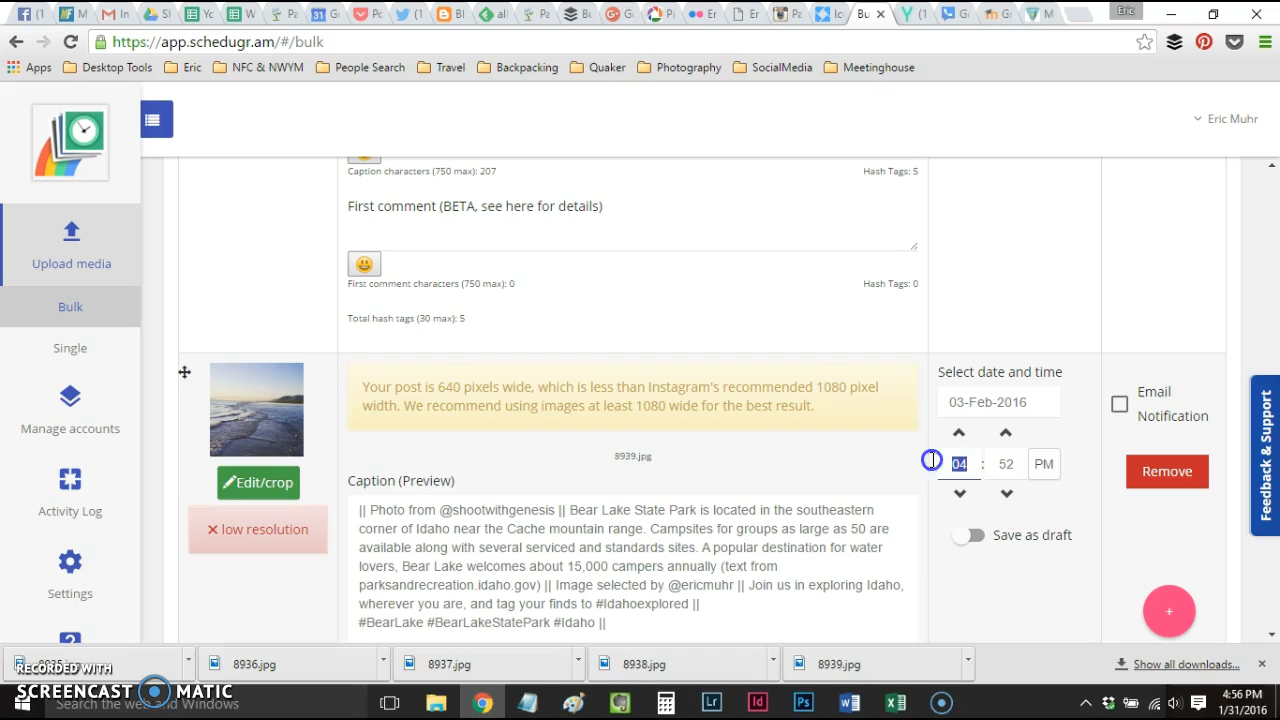 Eric
https://app.schedugr.am/#/bulk
Apps Desktop Tools Eric NFC & NWYM People Search Travel Backpacking Quaker Photography SocialMedia Meetinghouse
Eric Muhr
Upload media
Bulk
Single
Manage accounts
Activity Log
Settings
Caption characters (750 max): 207 Hash Tags: 5
First comment (BETA, see here for details)
First comment characters (750 max): 0 Hash Tags: 0
Total hash tags (30 max): 5
Edit/crop
× low resolution
Your post is 640 pixels wide, which is less than Instagram's recommended 1080 pixel
width. We recommend using images at least 1080 wide for the best result.
8939.jpg
Caption (Preview)
|| Photo from @shootwithgenesis || Bear Lake State Park is located in the southeastern
corner of Idaho near the Cache mountain range. Campsites for groups as large as 50 are
available along with several serviced and standards sites. A popular destination for water
lovers, Bear Lake welcomes about 15,000 campers annually (text from
parksandrecreation.idaho.gov) || Image selected by @ericmuhr || Join us in exploring Idaho,
wherever you are, and tag your finds to #Idahoexplored ||
#BearLake #BearLakeStatePark #Idaho ||
Select date and time
03-Feb-2016
04 : 52 PM
Save as draft
Email
Notification
Remove
+
Feedback & Support
8936.jpg 8937.jpg 8938.jpg 8939.jpg Show all downloads...
RECORDED WITH
SCREENCAST MATIC
Search the web and Windows
Lr Id Ps
4:56 PM
1/31/2016